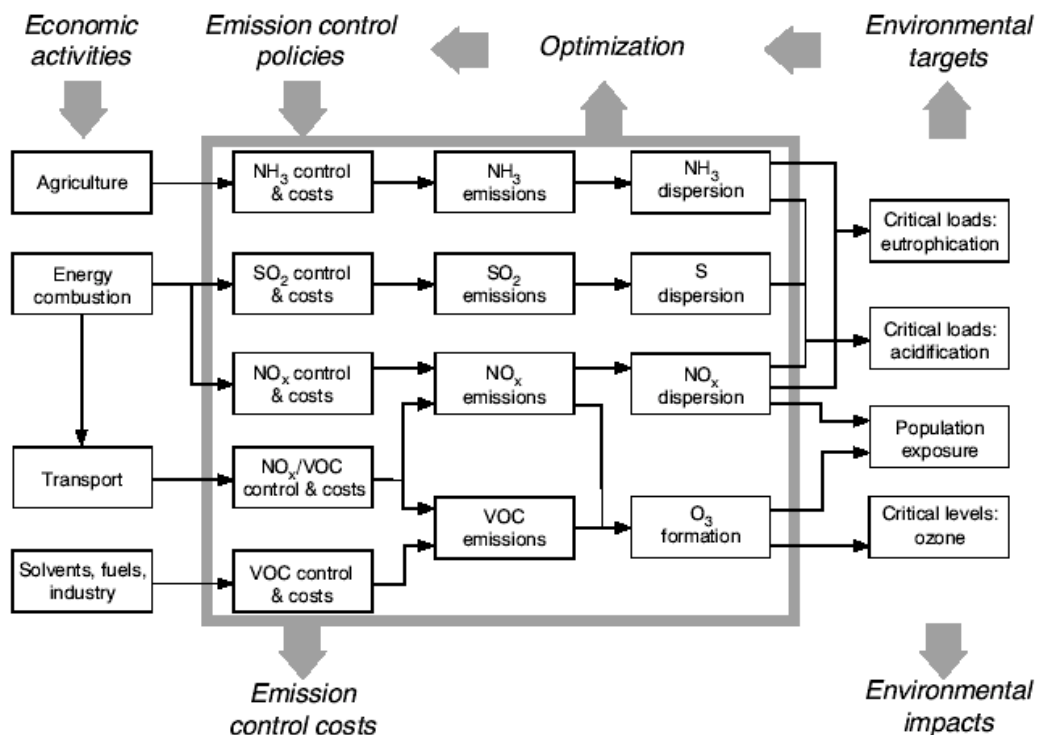 Economic
activities
Emission control
policies
Optimization
Environmental
targets
Agriculture
NH₃ control
& costs
NH₃
emissions
NH₃
dispersion
Critical loads:
eutrophication
Energy
combustion
SO₂ control
& costs
SO₂
emissions
S
dispersion
Critical loads:
acidification
NOₓ control
& costs
NOₓ
emissions
NOₓ
dispersion
Population
exposure
Transport
NOₓ/VOC
control & costs
VOC
emissions
O₃
formation
Critical levels:
ozone
Solvents, fuels,
industry
VOC control
& costs
Emission
control costs
Environmental
impacts